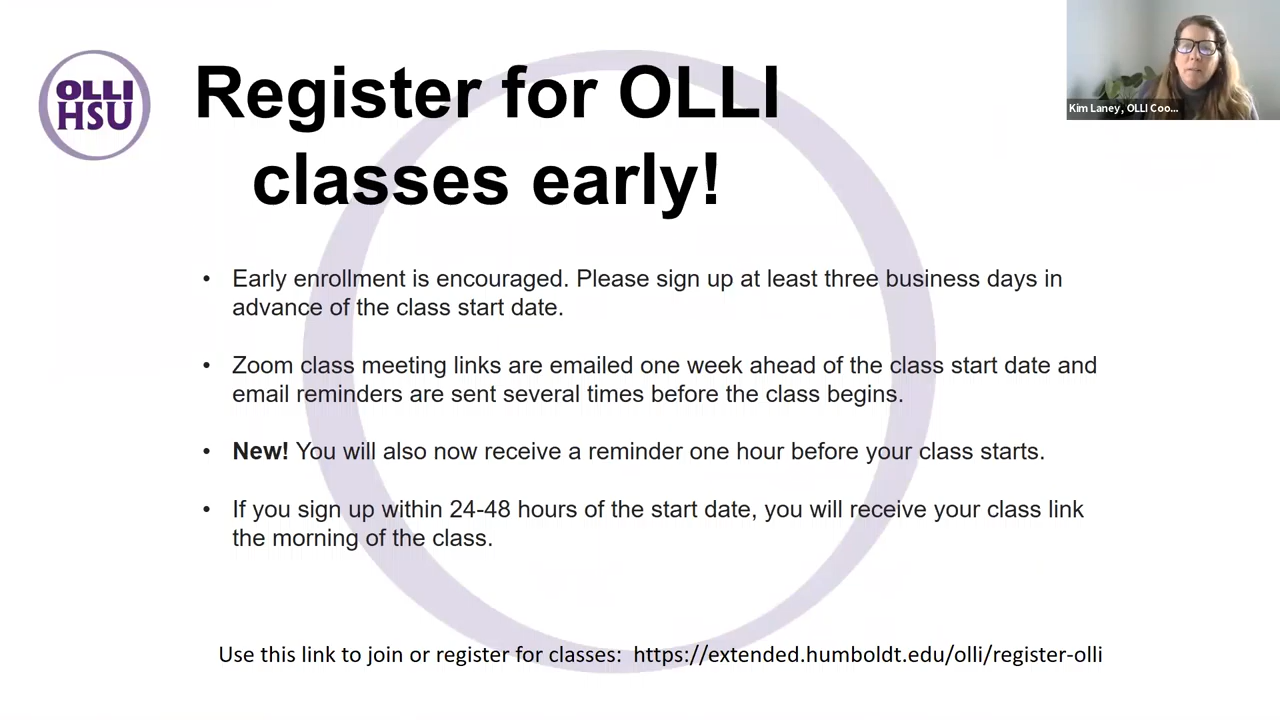 OLLI
HSU
Register for OLLI
classes early!
Kim Laney, OLLI Coo...
• Early enrollment is encouraged. Please sign up at least three business days in
advance of the class start date.
• Zoom class meeting links are emailed one week ahead of the class start date and
email reminders are sent several times before the class begins.
• New! You will also now receive a reminder one hour before your class starts.
• If you sign up within 24-48 hours of the start date, you will receive your class link
the morning of the class.
Use this link to join or register for classes: https://extended.humboldt.edu/olli/register-olli